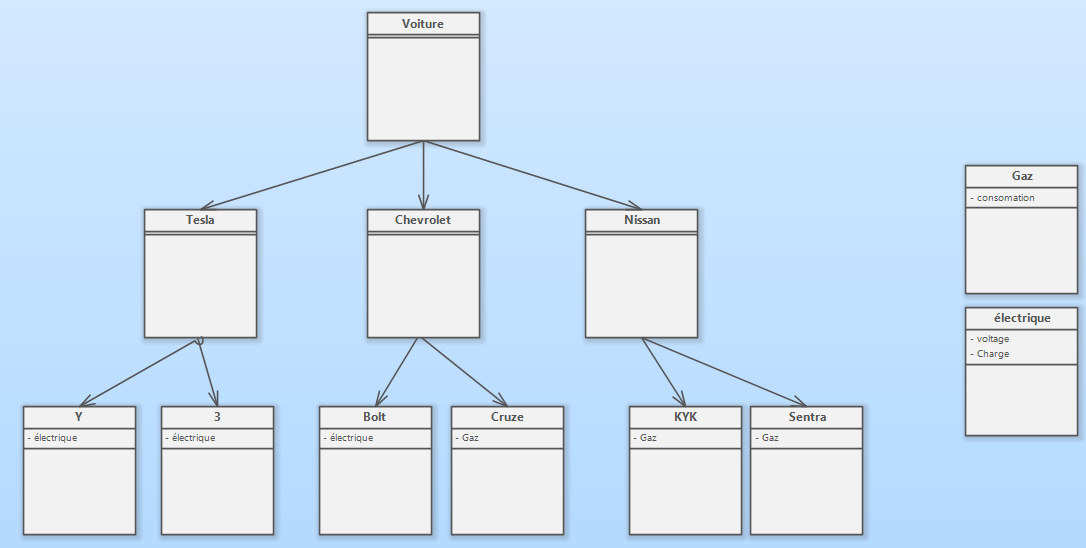 Voiture
Gaz
- consomation
Tesla
Chevrolet
Nissan
électrique
- voltage
- Charge
Y
- électrique
3
- électrique
Bolt
- électrique
Cruze
- Gaz
KYK
- Gaz
Sentra
- Gaz